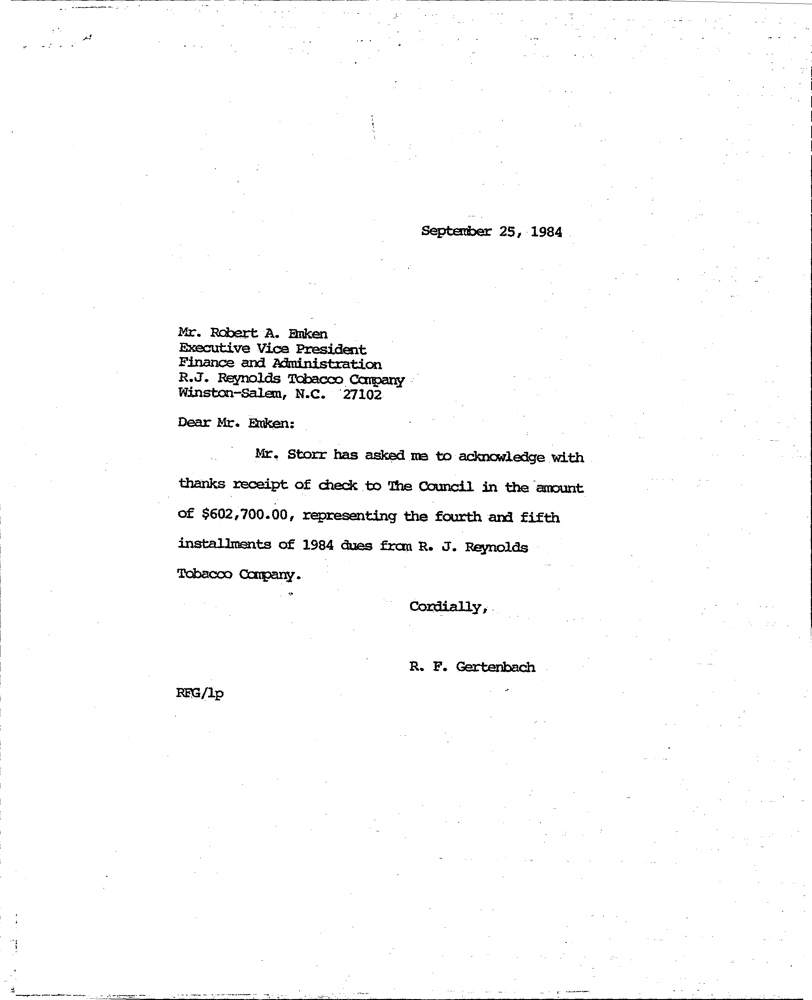 September 25, 1984
Mr. Robert A. Emken
Executive Vice President
Finance and Administration
R.J. Reynolds Tobacco Company
Winston-Salem, N.C. 27102
Dear Mr. Emken:
Mr. Storr has asked me to acknowledge with
thanks receipt of check to The Council in the amount
of $602,700.00, representing the fourth and fifth
installments of 1984 dues from R. J. Reynolds
Tobacco Company.
Cordially,
R. F. Gertenbach
RFG/lp